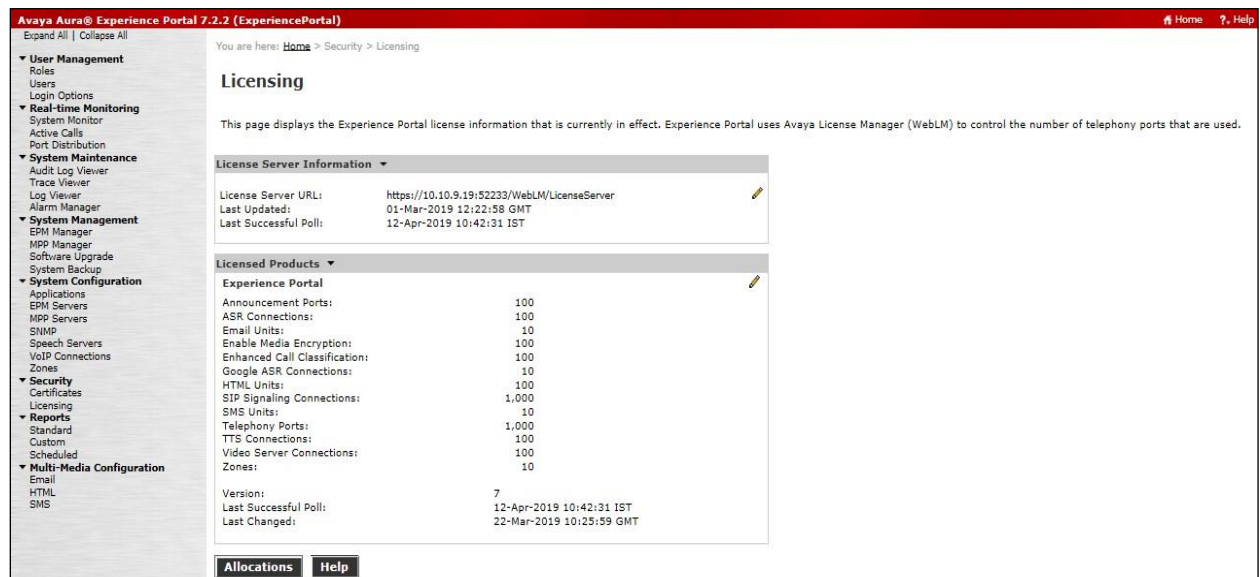 Avaya Aura® Experience Portal 7.2.2 (ExperiencePortal)
Home ?. Help
Expand All | Collapse All
User Management
Roles
Users
Login Options
Real-time Monitoring
System Monitor
Active Calls
Port Distribution
System Maintenance
Audit Log Viewer
Trace Viewer
Log Viewer
Alarm Manager
System Management
EPM Manager
MPP Manager
Software Upgrade
System Backup
System Configuration
Applications
EPM Servers
MPP Servers
SNMP
Speech Servers
VoIP Connections
Zones
Security
Certificates
Licensing
Reports
Standard
Custom
Scheduled
Multi-Media Configuration
Email
HTML
SMS
You are here: Home > Security > Licensing
Licensing
This page displays the Experience Portal license information that is currently in effect. Experience Portal uses Avaya License Manager (WebLM) to control the number of telephony ports that are used.
License Server Information
License Server URL: https://10.10.9.19:52233/WebLM/LicenseServer
Last Updated: 01-Mar-2019 12:22:58 GMT
Last Successful Poll: 12-Apr-2019 10:42:31 IST
Licensed Products
Experience Portal
Announcement Ports: 100
ASR Connections: 100
Email Units: 10
Enable Media Encryption: 100
Enhanced Call Classification: 100
Google ASR Connections: 10
HTML Units: 100
SIP Signaling Connections: 1,000
SMS Units: 10
Telephony Ports: 1,000
TTS Connections: 100
Video Server Connections: 100
Zones: 10
Version: 7
Last Successful Poll: 12-Apr-2019 10:42:31 IST
Last Changed: 22-Mar-2019 10:25:59 GMT
Allocations Help